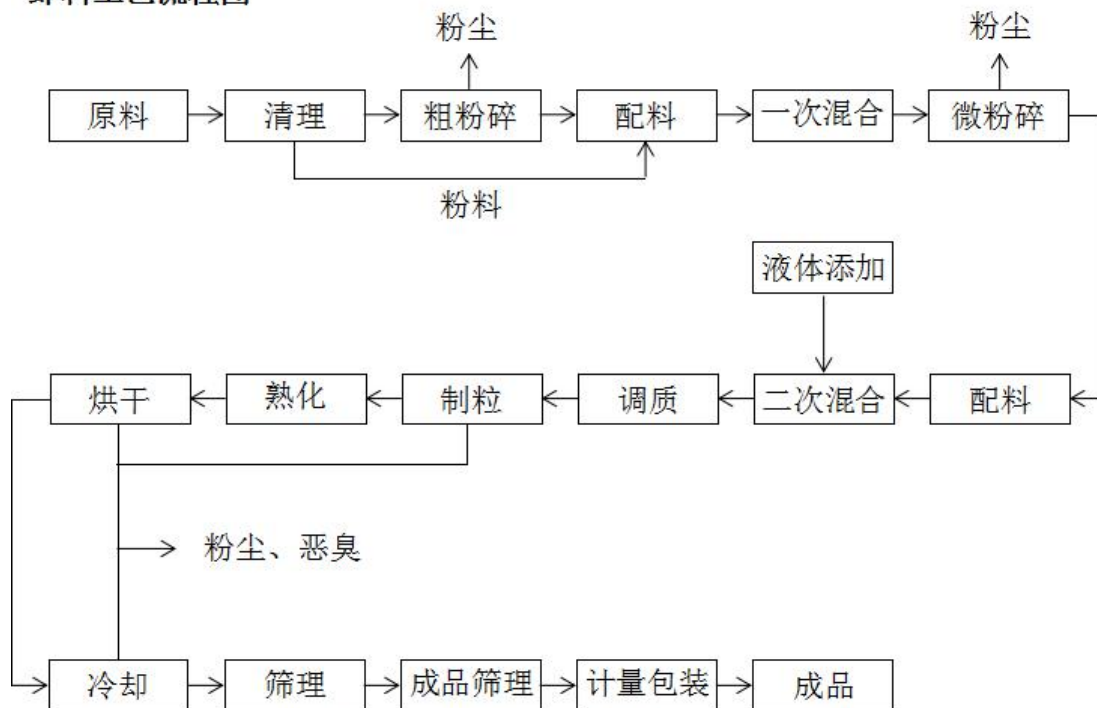 粉尘 粉尘
原料 清理 粗粉碎 配料 一次混合 微粉碎
粉料
液体添加
烘干 熟化 制粒 调质 二次混合 配料
粉尘、恶臭
冷却 筛理 成品筛理 计量包装 成品